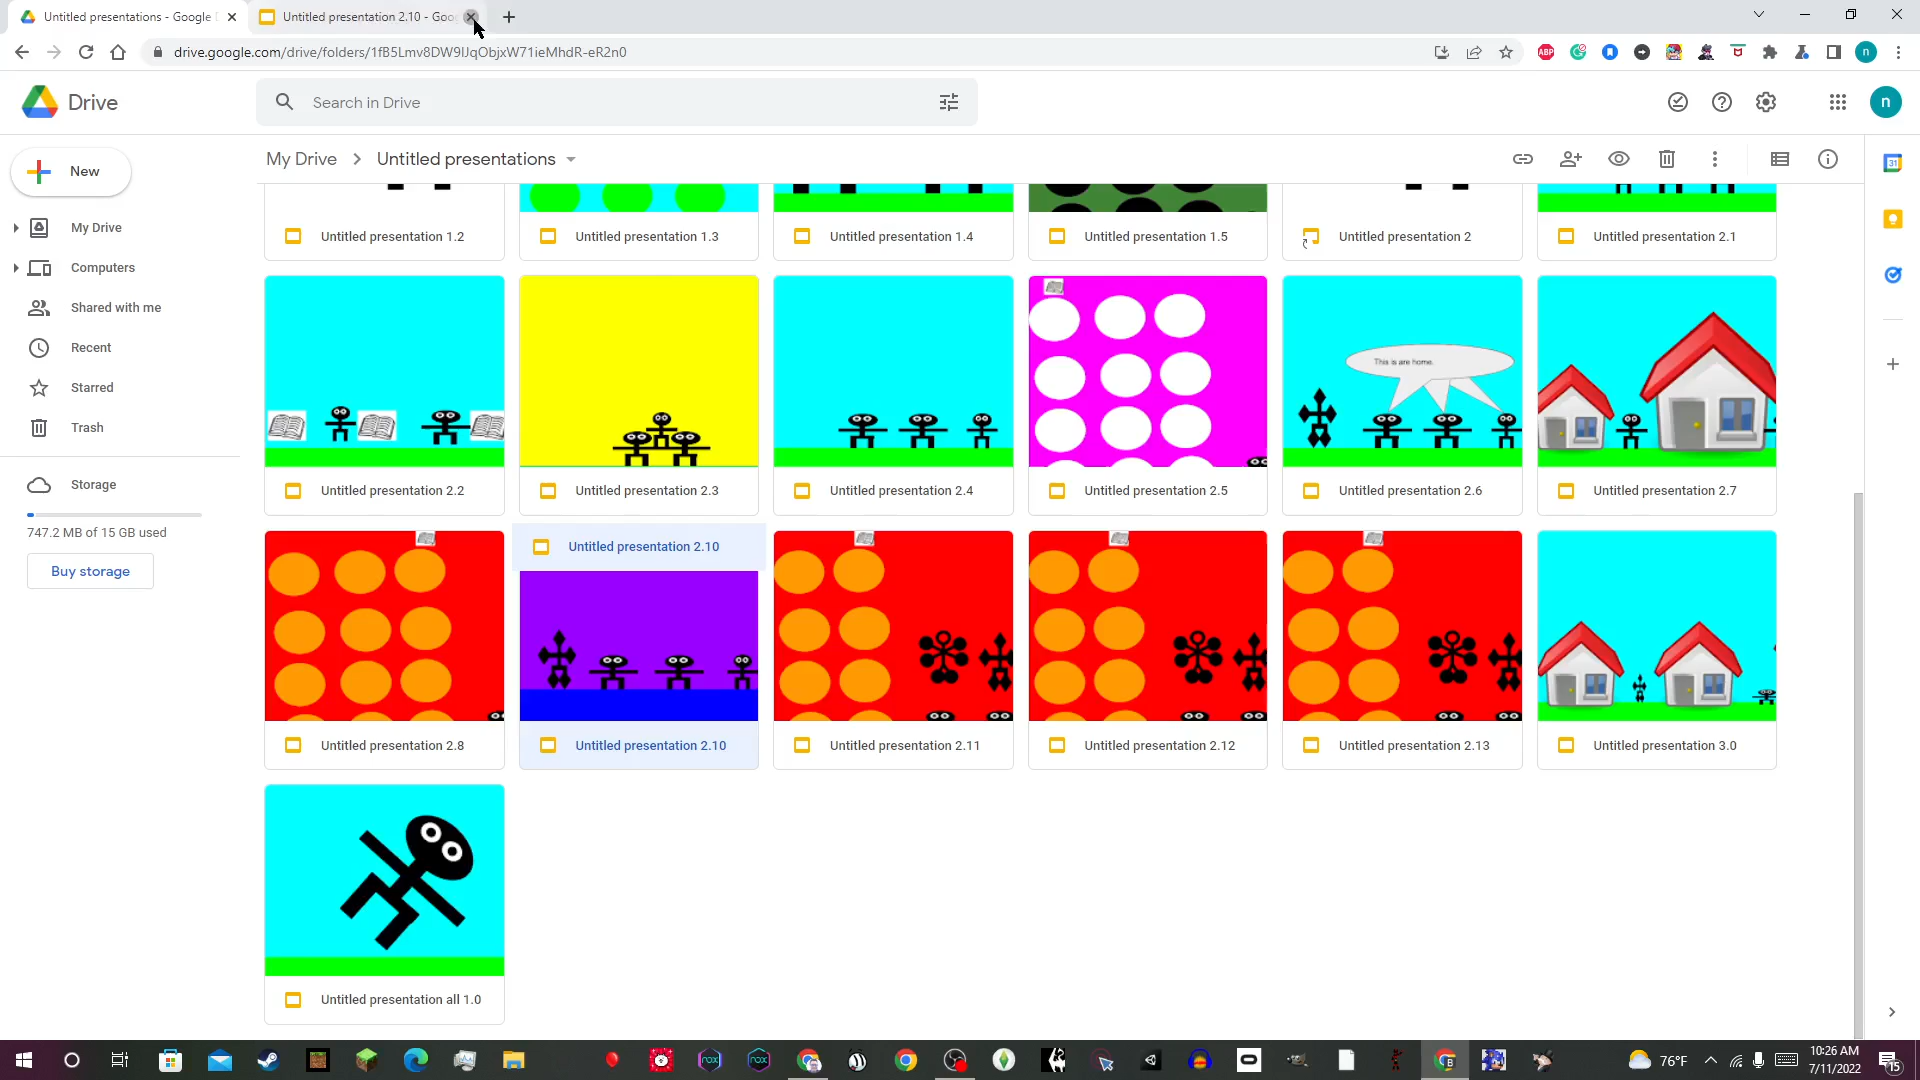 Untitled presentations - Google D
Untitled presentation 2.10 - Goog
drive.google.com/drive/folders/1fB5Lmv8DW9lJqObjxW71ieMhdR-eR2n0
ABP
n
Drive
Search in Drive
n
New
My Drive
Untitled presentations
31
My Drive
Computers
Shared with me
Recent
Starred
Trash
Storage
747.2 MB of 15 GB used
Buy storage
Untitled presentation 1.2
Untitled presentation 1.3
Untitled presentation 1.4
Untitled presentation 1.5
Untitled presentation 2
Untitled presentation 2.1
This is are home.
Untitled presentation 2.2
Untitled presentation 2.3
Untitled presentation 2.4
Untitled presentation 2.5
Untitled presentation 2.6
Untitled presentation 2.7
Untitled presentation 2.10
Untitled presentation 2.8
Untitled presentation 2.10
Untitled presentation 2.11
Untitled presentation 2.12
Untitled presentation 2.13
Untitled presentation 3.0
Untitled presentation all 1.0
76°F
10:26 AM
7/11/2022
15